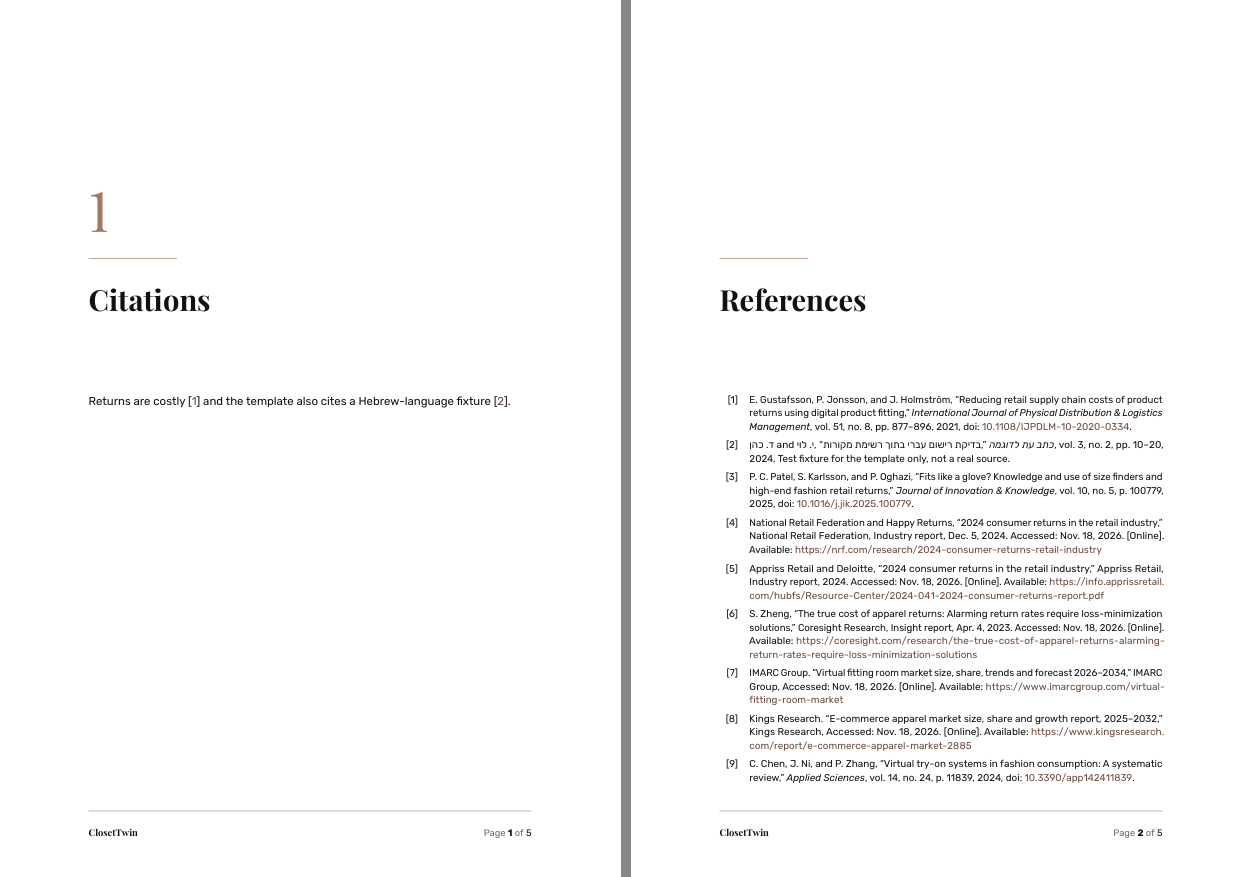 1
Citations
Returns are costly [1] and the template also cites a Hebrew-language fixture [2].
ClosetTwin
Page 1 of 5
References
[1] E. Gustafsson, P. Jonsson, and J. Holmström, “Reducing retail supply chain costs of product
returns using digital product fitting,” International Journal of Physical Distribution & Logistics
Management, vol. 51, no. 8, pp. 877–896, 2021, doi: 10.1108/IJPDLM-10-2020-0334.
[2] ד. כהן and י. לוי, “בדיקת רישום עברי בתוך רשימת מקורות,” כתב עת לדוגמה, vol. 3, no. 2, pp. 10–20,
2024, Test fixture for the template only, not a real source.
[3] P. C. Patel, S. Karlsson, and P. Oghazi, “Fits like a glove? Knowledge and use of size finders and
high-end fashion retail returns,” Journal of Innovation & Knowledge, vol. 10, no. 5, p. 100779,
2025, doi: 10.1016/j.jik.2025.100779.
[4] National Retail Federation and Happy Returns, “2024 consumer returns in the retail industry,”
National Retail Federation, Industry report, Dec. 5, 2024. Accessed: Nov. 18, 2026. [Online].
Available: https://nrf.com/research/2024-consumer-returns-retail-industry
[5] Appriss Retail and Deloitte, “2024 consumer returns in the retail industry,” Appriss Retail,
Industry report, 2024. Accessed: Nov. 18, 2026. [Online]. Available: https://info.apprissretail.
com/hubfs/Resource-Center/2024-041-2024-consumer-returns-report.pdf
[6] S. Zheng, “The true cost of apparel returns: Alarming return rates require loss-minimization
solutions,” Coresight Research, Insight report, Apr. 4, 2023. Accessed: Nov. 18, 2026. [Online].
Available: https://coresight.com/research/the-true-cost-of-apparel-returns-alarming-
return-rates-require-loss-minimization-solutions
[7] IMARC Group. “Virtual fitting room market size, share, trends and forecast 2026–2034,” IMARC
Group, Accessed: Nov. 18, 2026. [Online]. Available: https://www.imarcgroup.com/virtual-
fitting-room-market
[8] Kings Research. “E-commerce apparel market size, share and growth report, 2025–2032,”
Kings Research, Accessed: Nov. 18, 2026. [Online]. Available: https://www.kingsresearch.
com/report/e-commerce-apparel-market-2885
[9] C. Chen, J. Ni, and P. Zhang, “Virtual try-on systems in fashion consumption: A systematic
review,” Applied Sciences, vol. 14, no. 24, p. 11839, 2024, doi: 10.3390/app142411839.
ClosetTwin
Page 2 of 5